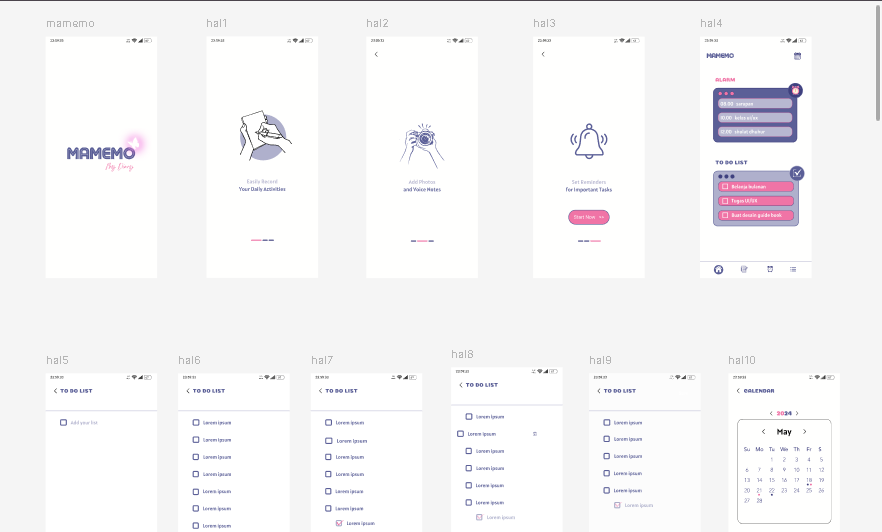 mamemo
hal1
hal2
hal3
hal4
MAMEMO
My Diary
Easily Record
Your Daily Activities
Add Photos
and Voice Notes
Set Reminders
for Important Tasks
Start Now >>
MAMEMO
ALARM
08.00 sarapan
10.00 kelas ui/ux
12.00 sholat dhuhur
TO DO LIST
Belanja bulanan
Tugas UI/UX
Buat desain guide book
hal5
hal6
hal7
hal8
hal9
hal10
< TO DO LIST
Add your list
< TO DO LIST
Lorem ipsum
Lorem ipsum
Lorem ipsum
Lorem ipsum
Lorem ipsum
Lorem ipsum
Lorem ipsum
< TO DO LIST
Lorem ipsum
Lorem ipsum
Lorem ipsum
Lorem ipsum
Lorem ipsum
Lorem ipsum
Lorem ipsum
< TO DO LIST
Lorem ipsum
Lorem ipsum
Lorem ipsum
Lorem ipsum
Lorem ipsum
Lorem ipsum
Lorem ipsum
< TO DO LIST
Lorem ipsum
Lorem ipsum
Lorem ipsum
Lorem ipsum
Lorem ipsum
Lorem ipsum
< CALENDAR
< 2024 >
< May >
Su Mo Tu We Th Fr S
1 2 3 4 5
6 7 8 9 10 11 12
13 14 15 16 17 18 19
20 21 22 23 24 25 26
27 28